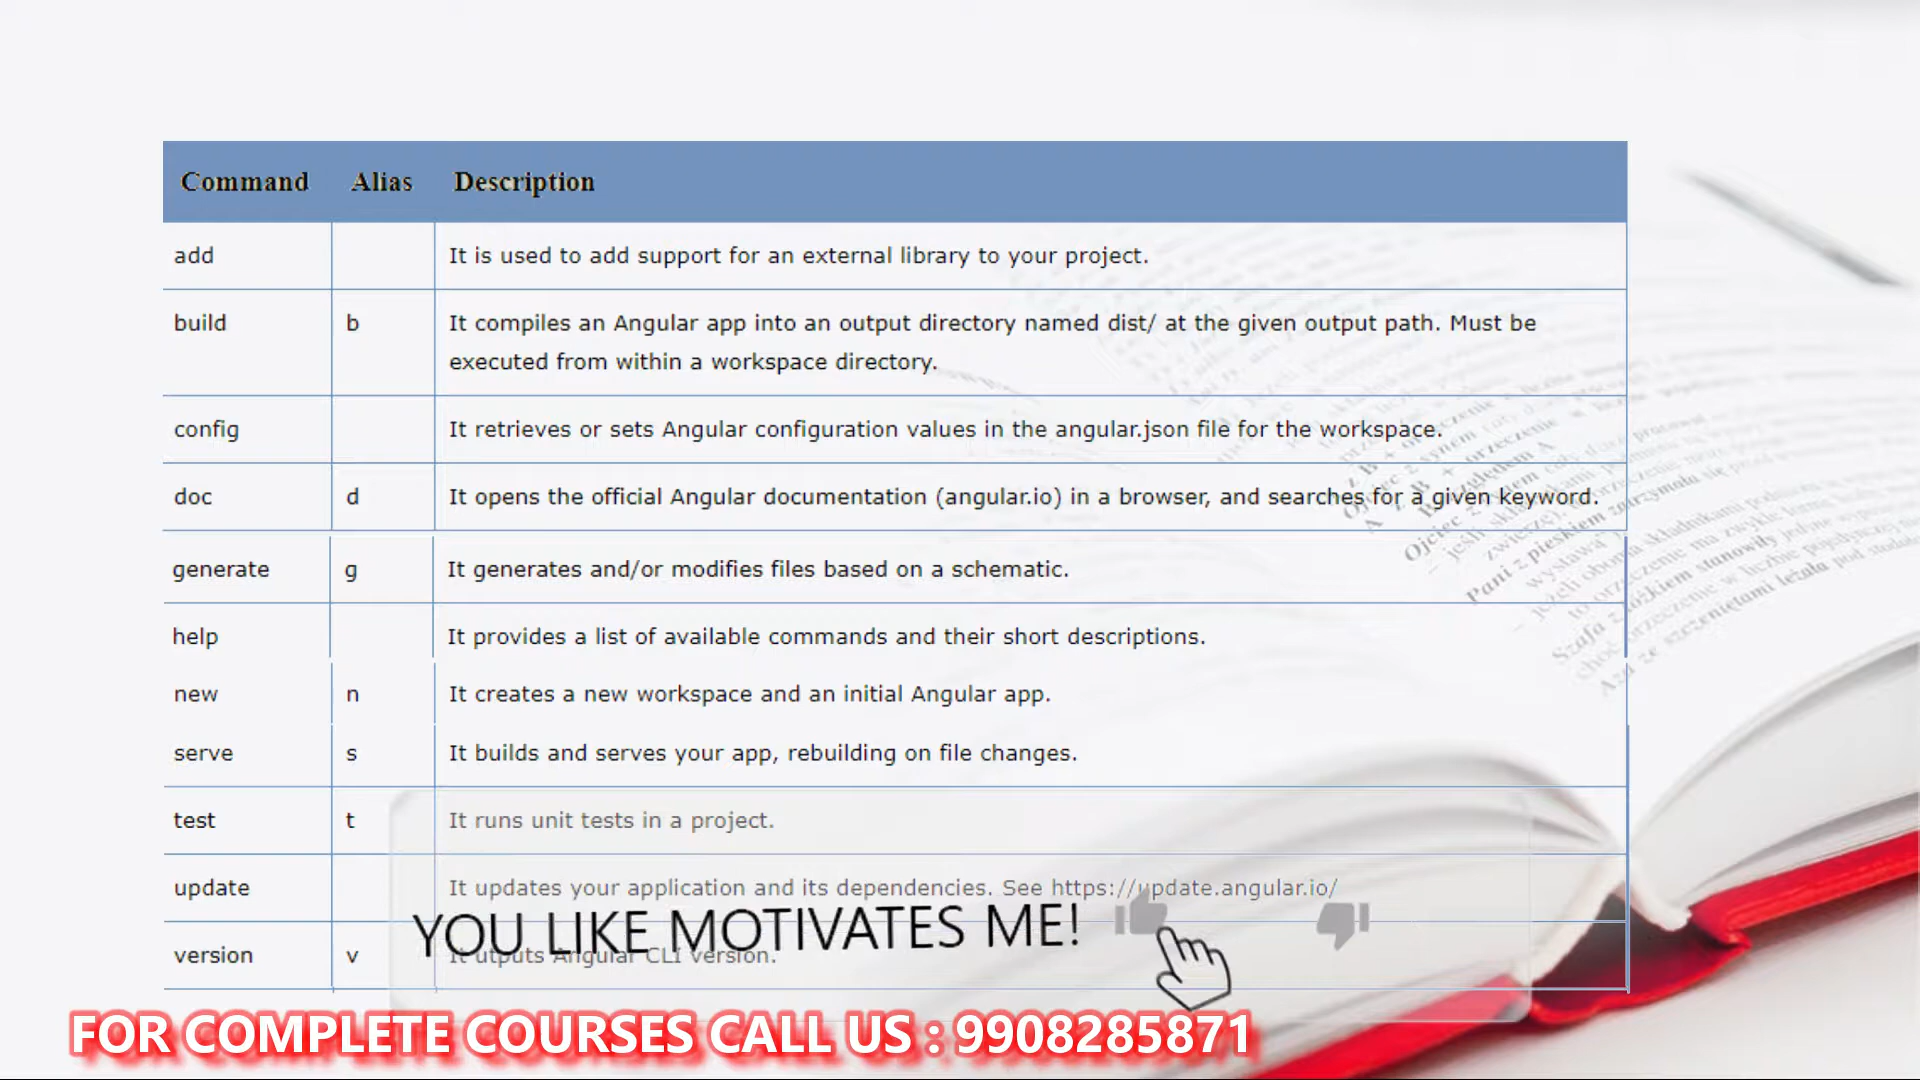 Command Alias Description
add It is used to add support for an external library to your project.
build b It compiles an Angular app into an output directory named dist/ at the given output path. Must be
executed from within a workspace directory.
config It retrieves or sets Angular configuration values in the angular.json file for the workspace.
doc d It opens the official Angular documentation (angular.io) in a browser, and searches for a given keyword.
generate g It generates and/or modifies files based on a schematic.
help It provides a list of available commands and their short descriptions.
new n It creates a new workspace and an initial Angular app.
serve s It builds and serves your app, rebuilding on file changes.
test t It runs unit tests in a project.
update It updates your application and its dependencies. See https://update.angular.io/
YOU LIKE MOTIVATES ME!
version v It utputs Angular CLI version.
FOR COMPLETE COURSES CALL US : 9908285871